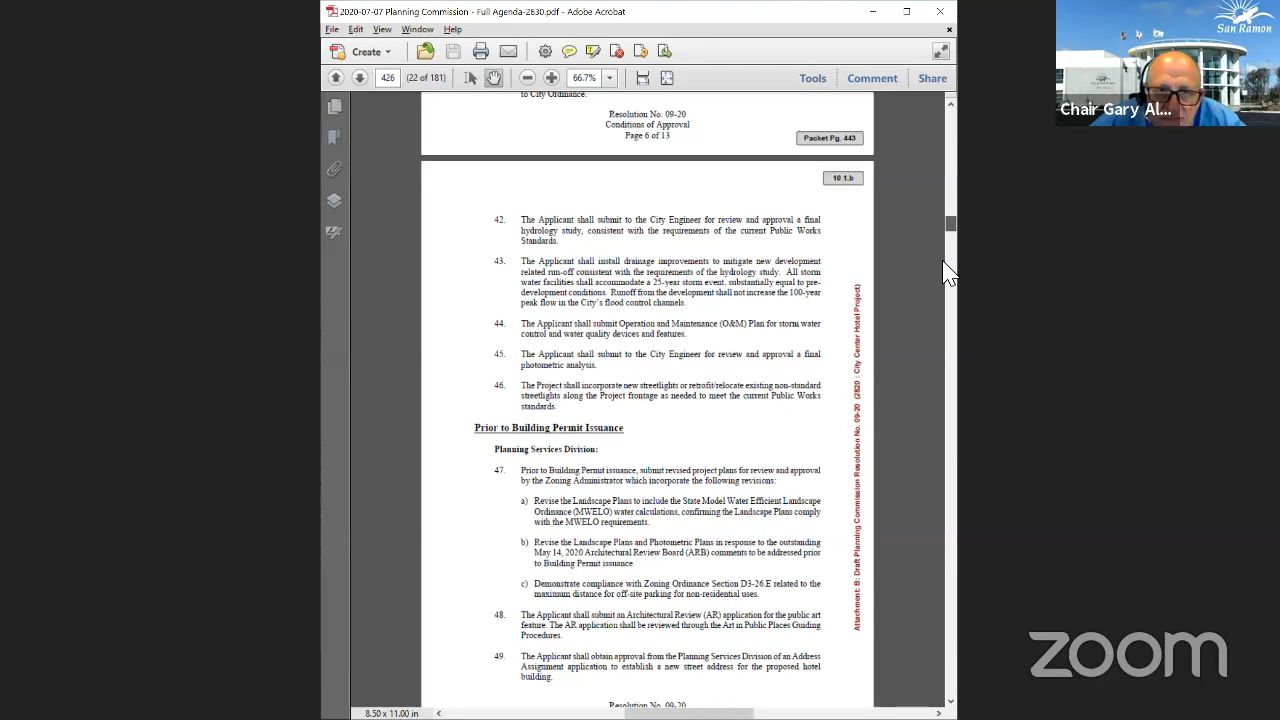 2020-07-07 Planning Commission - Full Agenda-2630.pdf - Adobe Acrobat
File Edit View Window Help
Create
426 (22 of 181) 66.7% Tools Comment Share
to City Ordinance.
Resolution No. 09-20
Conditions of Approval
Page 6 of 13
Packet Pg. 443
10.1.b
42. The Applicant shall submit to the City Engineer for review and approval a final
hydrology study, consistent with the requirements of the current Public Works
Standards.
43. The Applicant shall install drainage improvements to mitigate new development
related run-off consistent with the requirements of the hydrology study. All storm
water facilities shall accommodate a 25-year storm event, substantially equal to pre-
development conditions. Runoff from the development shall not increase the 100-year
peak flow in the City's flood control channels.
44. The Applicant shall submit Operation and Maintenance (O&M) Plan for storm water
control and water quality devices and features.
45. The Applicant shall submit to the City Engineer for review and approval a final
photometric analysis.
46. The Project shall incorporate new streetlights or retrofit/relocate existing non-standard
streetlights along the Project frontage as needed to meet the current Public Works
standards.
Prior to Building Permit Issuance
Planning Services Division:
47. Prior to Building Permit issuance, submit revised project plans for review and approval
by the Zoning Administrator which incorporate the following revisions:
a) Revise the Landscape Plans to include the State Model Water Efficient Landscape
Ordinance (MWELO) water calculations, confirming the Landscape Plans comply
with the MWELO requirements.
b) Revise the Landscape Plans and Photometric Plans in response to the outstanding
May 14, 2020 Architectural Review Board (ARB) comments to be addressed prior
to Building Permit issuance.
c) Demonstrate compliance with Zoning Ordinance Section D3-26.E related to the
maximum distance for off-site parking for non-residential uses.
48. The Applicant shall submit an Architectural Review (AR) application for the public art
feature. The AR application shall be reviewed through the Art in Public Places Guiding
Procedures.
49. The Applicant shall obtain approval from the Planning Services Division of an Address
Assignment application to establish a new street address for the proposed hotel
building.
Resolution No. 09-20
Attachment: B: Draft Planning Commission Resolution No. 09-20 (2820 : City Center Hotel Project)
8.50 x 11.00 in
San Ramon
Chair Gary Al...
zoom